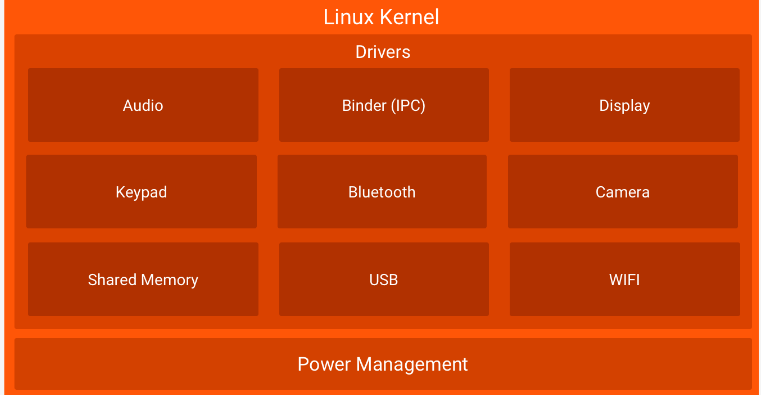 Linux Kernel
Drivers
Audio
Binder (IPC)
Display
Keypad
Bluetooth
Camera
Shared Memory
USB
WIFI
Power Management